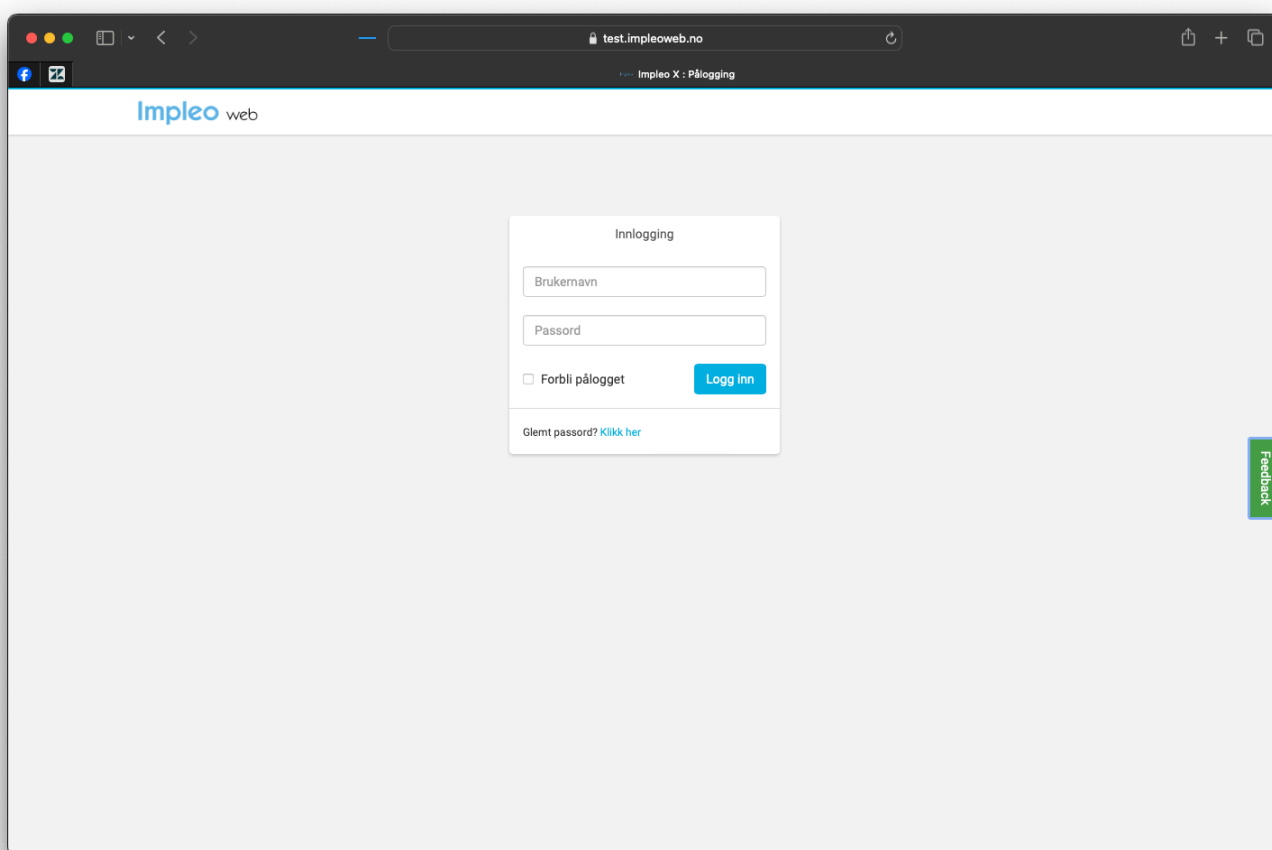 test.impleoweb.no
Impleo X : Pålogging
Impleo web
Innlogging
Brukernavn
Passord
Forbli pålogget
Logg inn
Glemt passord? Klikk her
Feedback